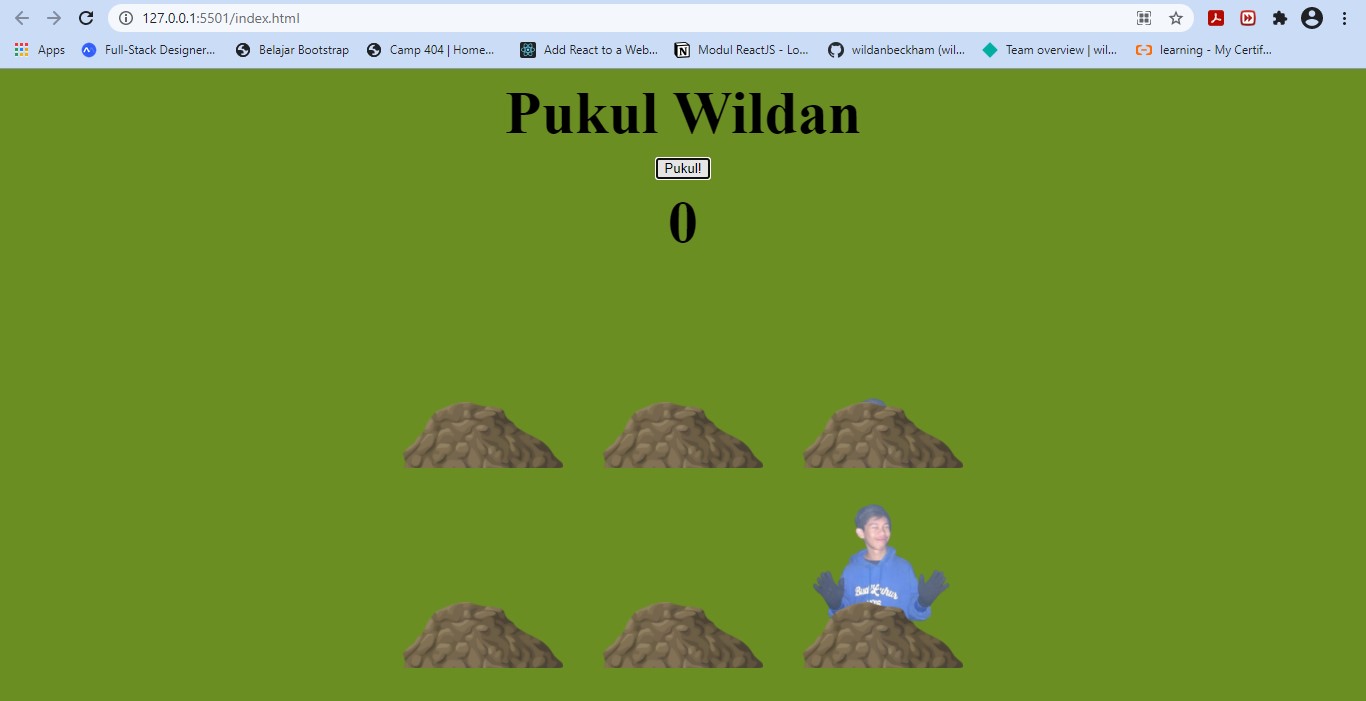 127.0.0.1:5501/index.html
Apps
Full-Stack Designer...
Belajar Bootstrap
Camp 404 | Home...
Add React to a Web...
Modul ReactJS - Lo...
wildanbeckham (wil...
Team overview | wil...
learning - My Certif...
Pukul Wildan
Pukul!
0